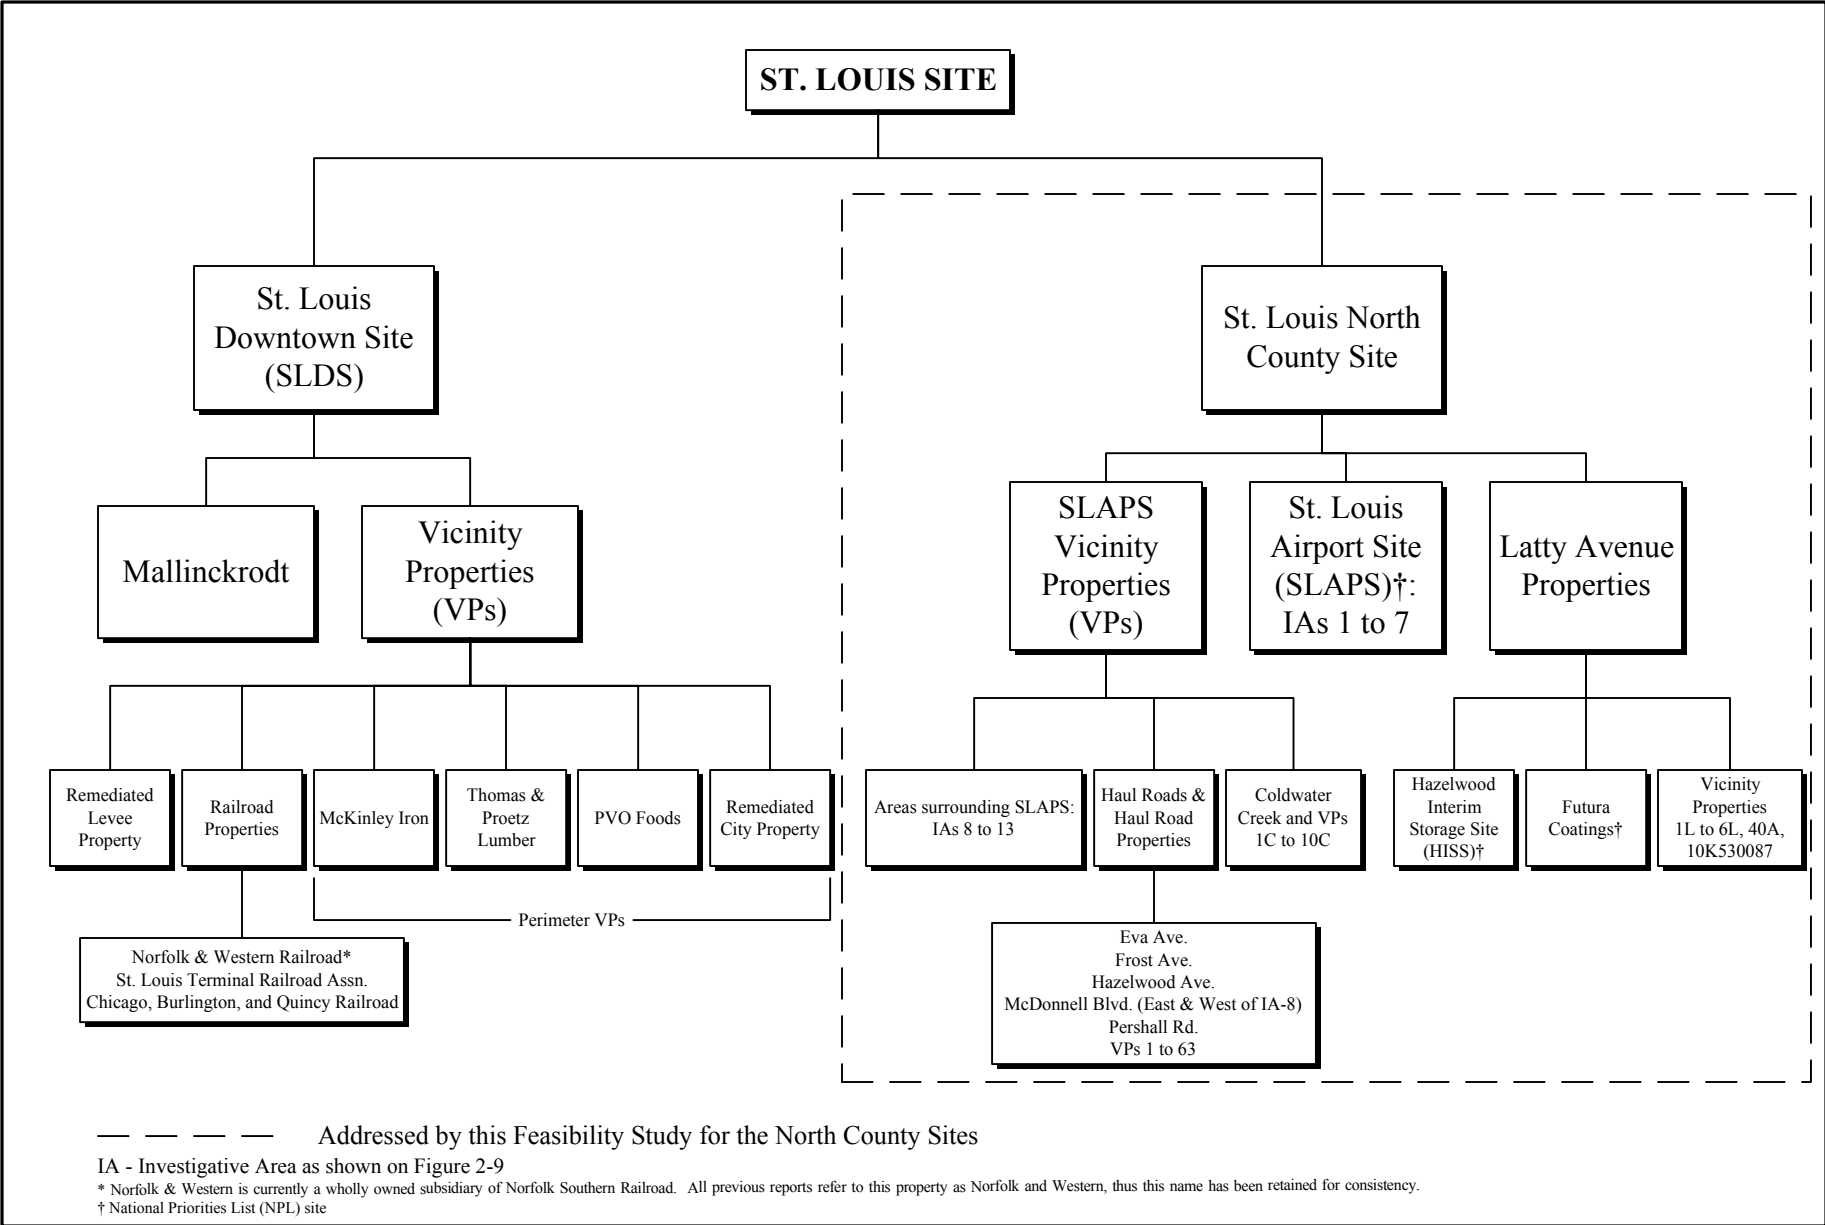 ST. LOUIS SITE
St. Louis
Downtown Site
(SLDS)
St. Louis North
County Site
Mallinckrodt
Vicinity
Properties
(VPs)
SLAPS
Vicinity
Properties
(VPs)
St. Louis
Airport Site
(SLAPS)†:
IAs 1 to 7
Latty Avenue
Properties
Remediated
Levee
Property
Railroad
Properties
McKinley Iron
Thomas &
Proetz
Lumber
PVO Foods
Remediated
City Property
Areas surrounding SLAPS:
IAs 8 to 13
Haul Roads &
Haul Road
Properties
Coldwater
Creek and VPs
1C to 10C
Hazelwood
Interim
Storage Site
(HISS)†
Futura
Coatings†
Vicinity
Properties
1L to 6L, 40A,
10K530087
Perimeter VPs
Norfolk & Western Railroad*
St. Louis Terminal Railroad Assn.
Chicago, Burlington, and Quincy Railroad
Eva Ave.
Frost Ave.
Hazelwood Ave.
McDonnell Blvd. (East & West of IA-8)
Pershall Rd.
VPs 1 to 63
Addressed by this Feasibility Study for the North County Sites
IA - Investigative Area as shown on Figure 2-9
* Norfolk & Western is currently a wholly owned subsidiary of Norfolk Southern Railroad. All previous reports refer to this property as Norfolk and Western, thus this name has been retained for consistency.
† National Priorities List (NPL) site